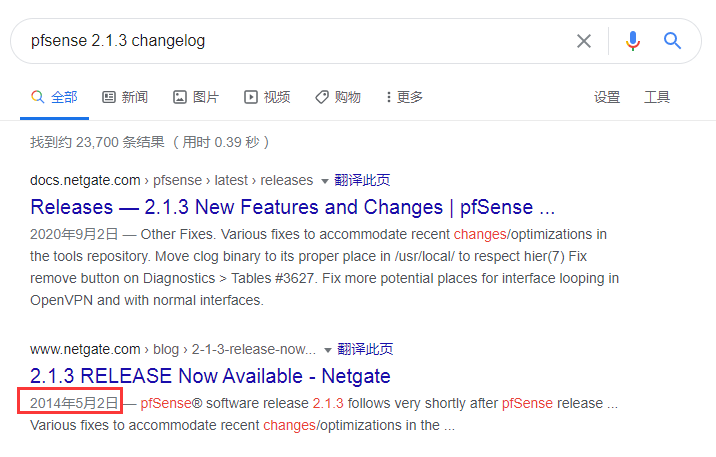 pfsense 2.1.3 changelog
全部 新闻 图片 视频 购物 更多 设置 工具
找到约 23,700 条结果 （用时 0.39 秒）
docs.netgate.com › pfsense › latest › releases 翻译此页
Releases — 2.1.3 New Features and Changes | pfSense ...
2020年9月2日 — Other Fixes. Various fixes to accommodate recent changes/optimizations in
the tools repository. Move clog binary to its proper place in /usr/local/ to respect hier(7) Fix
remove button on Diagnostics > Tables #3627. Fix more potential places for interface looping in
OpenVPN and with normal interfaces.
www.netgate.com › blog › 2-1-3-release-now... 翻译此页
2.1.3 RELEASE Now Available - Netgate
2014年5月2日 — pfSense® software release 2.1.3 follows very shortly after pfSense release ...
Various fixes to accommodate recent changes/optimizations in the ...